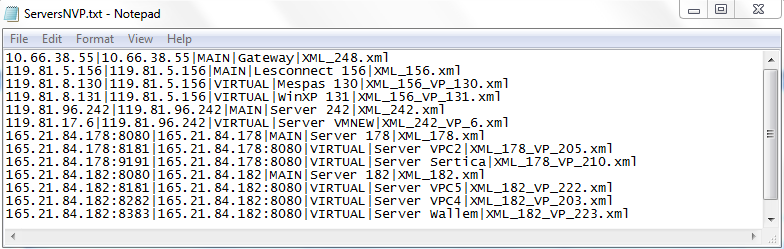 ServersNVP.txt - Notepad
File Edit Format View Help
10.66.38.55|10.66.38.55|MAIN|Gateway|XML_248.xml
119.81.5.156|119.81.5.156|MAIN|Lesconnect 156|XML_156.xml
119.81.8.130|119.81.5.156|VIRTUAL|Mespas 130|XML_156_VP_130.xml
119.81.8.131|119.81.5.156|VIRTUAL|WinXP 131|XML_156_VP_131.xml
119.81.96.242|119.81.96.242|MAIN|Server 242|XML_242.xml
119.81.17.6|119.81.96.242|VIRTUAL|Server VMNEW|XML_242_VP_6.xml
165.21.84.178:8080|165.21.84.178|MAIN|Server 178|XML_178.xml
165.21.84.178:8181|165.21.84.178:8080|VIRTUAL|Server VPC2|XML_178_VP_205.xml
165.21.84.178:9191|165.21.84.178:8080|VIRTUAL|Server Sertica|XML_178_VP_210.xml
165.21.84.182:8080|165.21.84.182|MAIN|Server 182|XML_182.xml
165.21.84.182:8181|165.21.84.182:8080|VIRTUAL|Server VPC5|XML_182_VP_222.xml
165.21.84.182:8282|165.21.84.182:8080|VIRTUAL|Server VPC4|XML_182_VP_203.xml
165.21.84.182:8383|165.21.84.182:8080|VIRTUAL|Server Wallem|XML_182_VP_223.xml